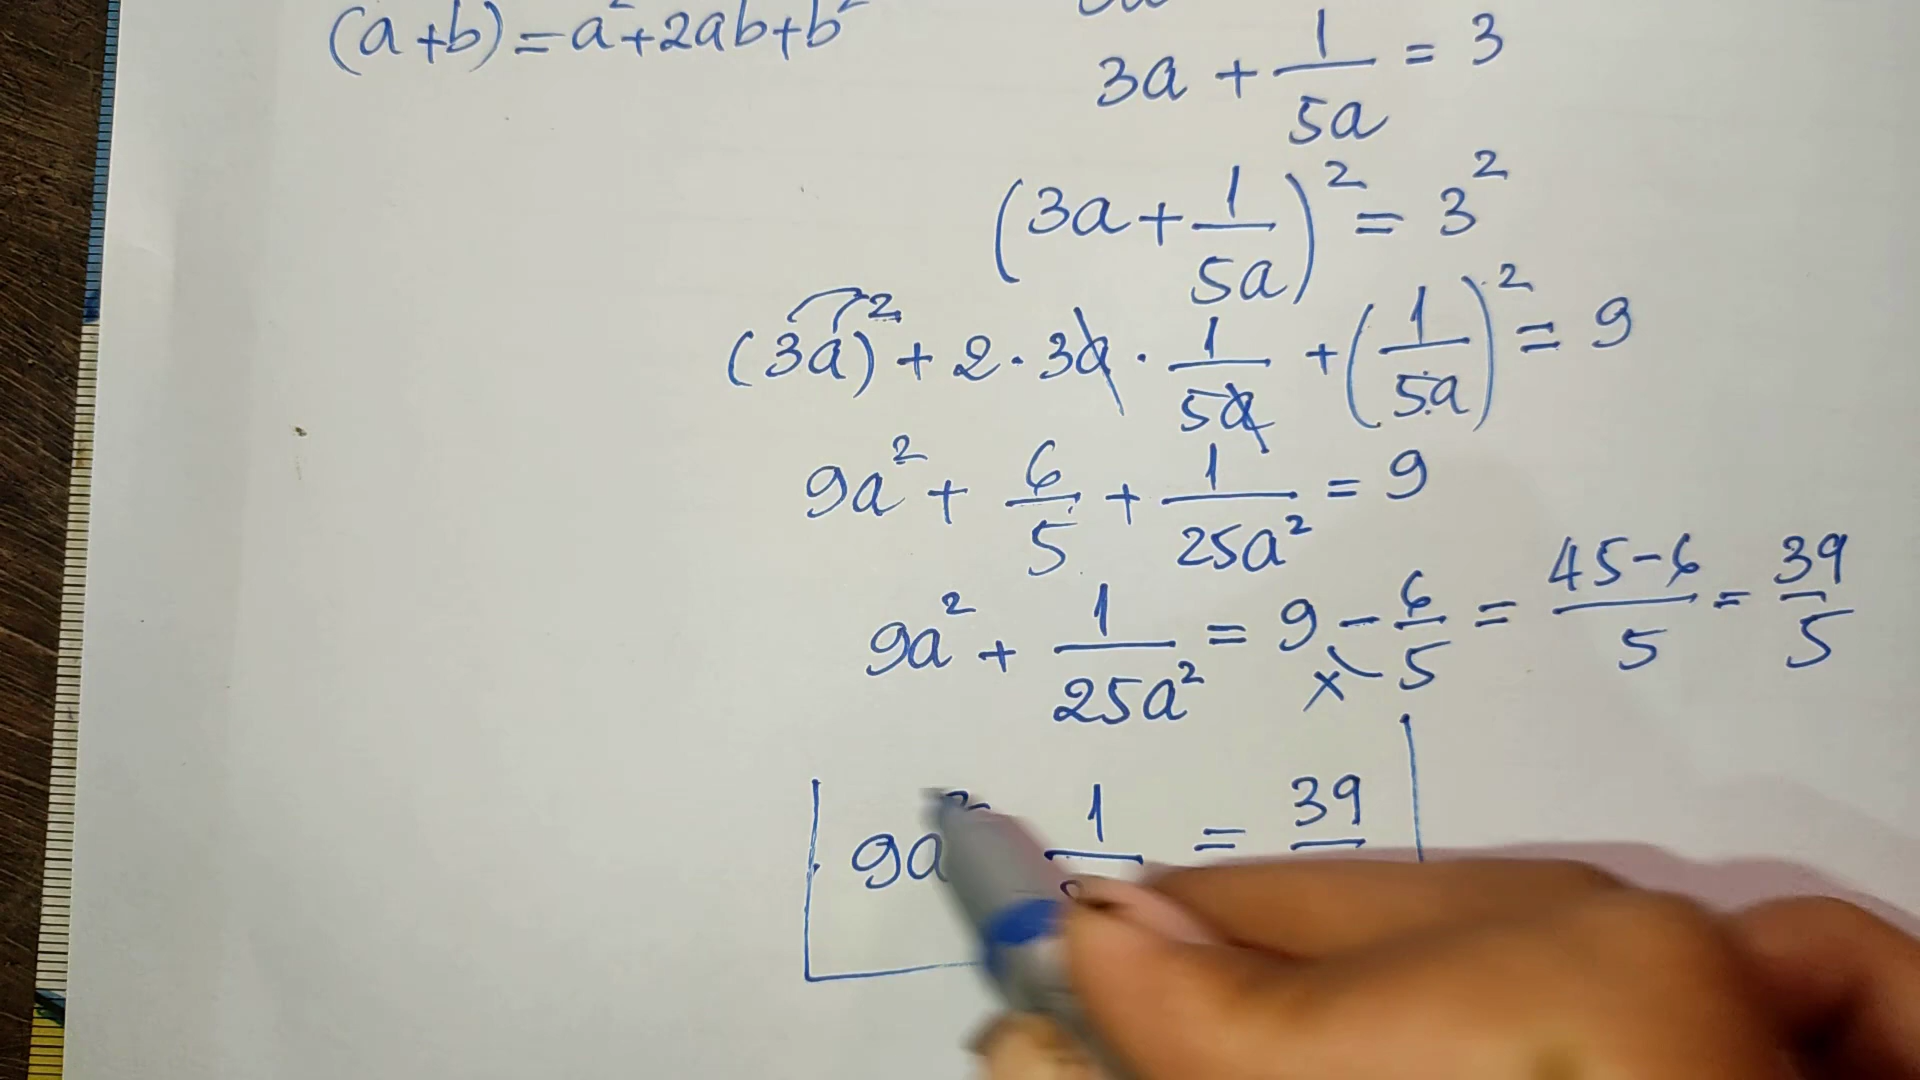 (a+b)=a²+2ab+b²
3a + 1/5a = 3
(3a + 1/5a)² = 3²
(3a)² + 2·3a · 1/5a + (1/5a)² = 9
9a² + 6/5 + 1/25a² = 9
9a² + 1/25a² = 9 - 6/5 = 45-6/5 = 39/5
9a² 1 = 39